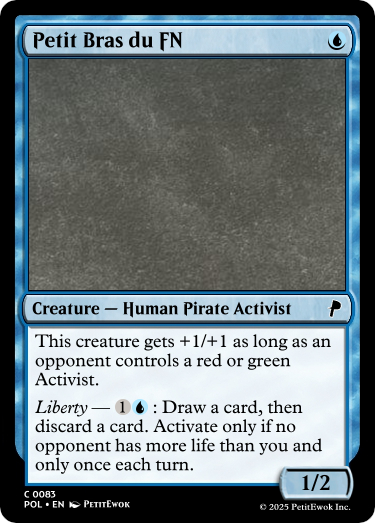 Petit Bras du FN
Creature — Human Pirate Activist
This creature gets +1/+1 as long as an
opponent controls a red or green
Activist.
Liberty — 1 : Draw a card, then
discard a card. Activate only if no
opponent has more life than you and
only once each turn.
1/2
C 0083
POL • EN PetitEwok
© 2025 PetitEwok Inc.